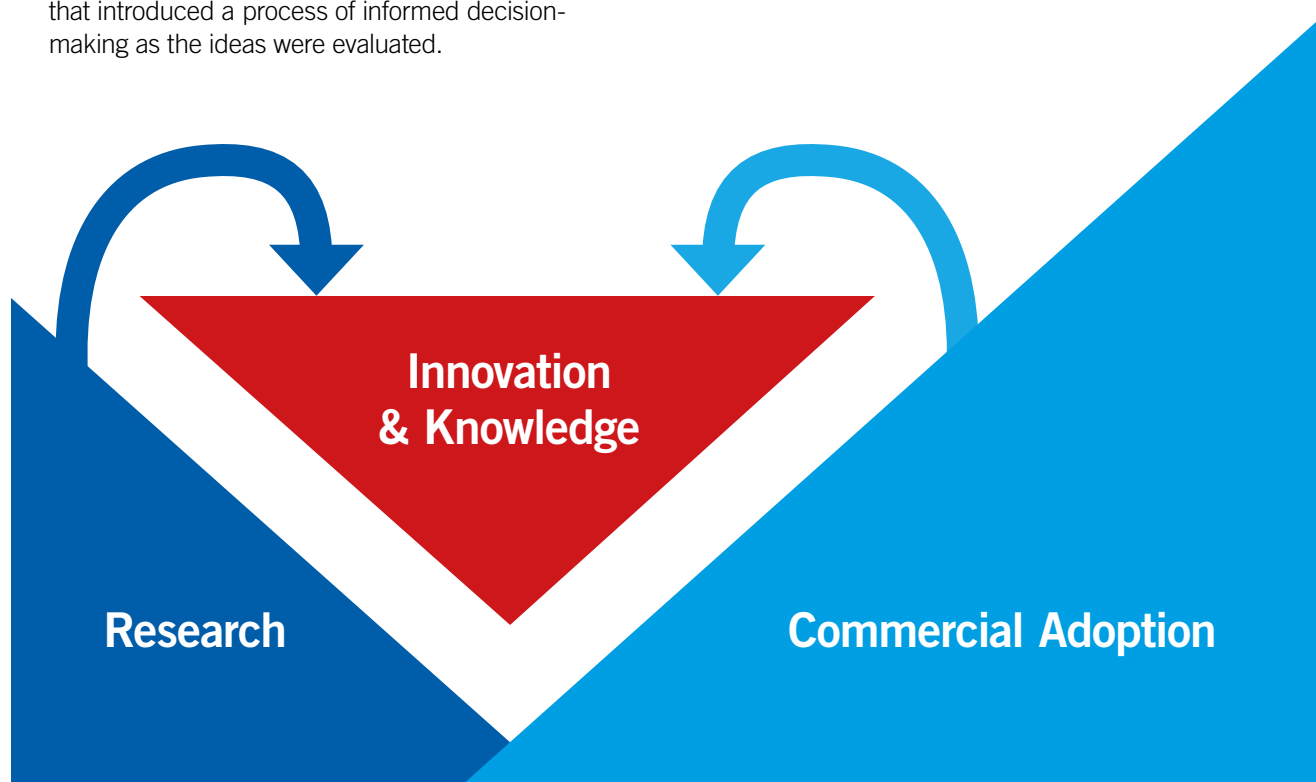 that introduced a process of informed decision-
making as the ideas were evaluated.
Innovation
& Knowledge
Research
Commercial Adoption